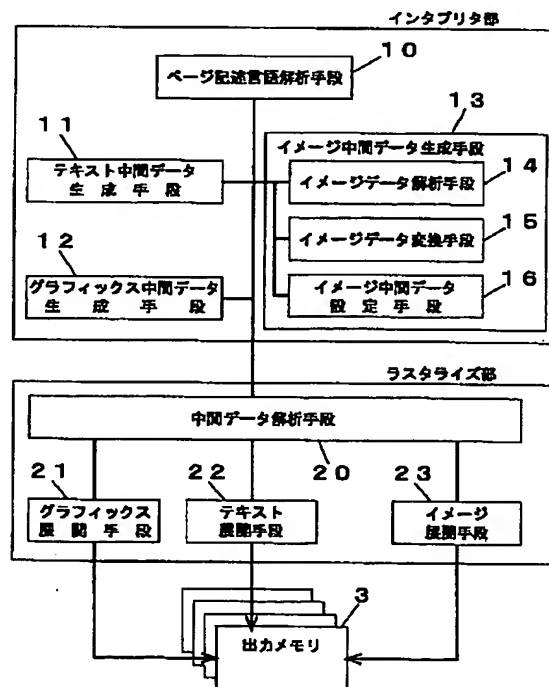 インタプリタ部
10
ページ記述言語解析手段
11
テキスト中間データ
生成手段
13
イメージ中間データ生成手段
イメージデータ解析手段
14
イメージデータ変換手段
15
イメージ中間データ
設定手段
16
12
グラフィックス中間データ
生成手段
ラスタライズ部
中間データ解析手段
20
21
グラフィックス
展開手段
22
テキスト
展開手段
23
イメージ
展開手段
3
出力メモリ